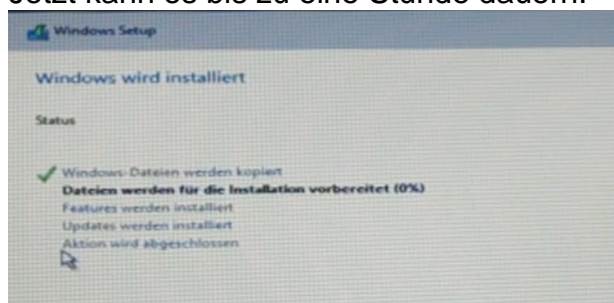 Jetzt kann es bis zu eine Stunde dauern.
Windows Setup
Windows wird installiert
Status
Windows-Dateien werden kopiert
Dateien werden für die Installation vorbereitet (0%)
Features werden installiert
Updates werden installiert
Aktion wird abgeschlossen